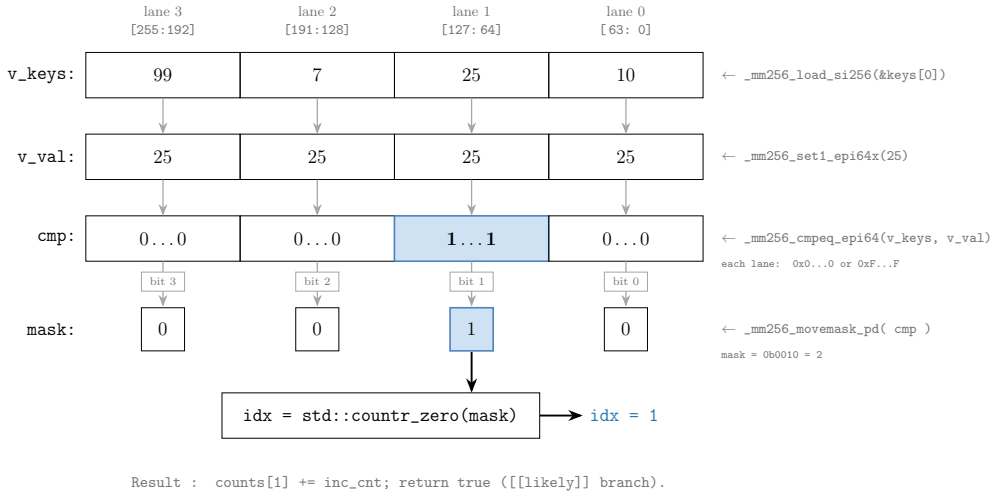 lane 3 lane 2 lane 1 lane 0
[255:192] [191:128] [127: 64] [ 63: 0]
v_keys: 99 7 25 10 ← _mm256_load_si256(&keys[0])
v_val: 25 25 25 25 ← _mm256_set1_epi64x(25)
cmp: 0...0 0...0 1...1 0...0 ← _mm256_cmpeq_epi64(v_keys, v_val)
each lane: 0x0...0 or 0xF...F
bit 3 bit 2 bit 1 bit 0
mask: 0 0 1 0 ← _mm256_movemask_pd( cmp )
mask = 0b0010 = 2
idx = std::countr_zero(mask) idx = 1
Result : counts[1] += inc_cnt; return true ([[likely]] branch).